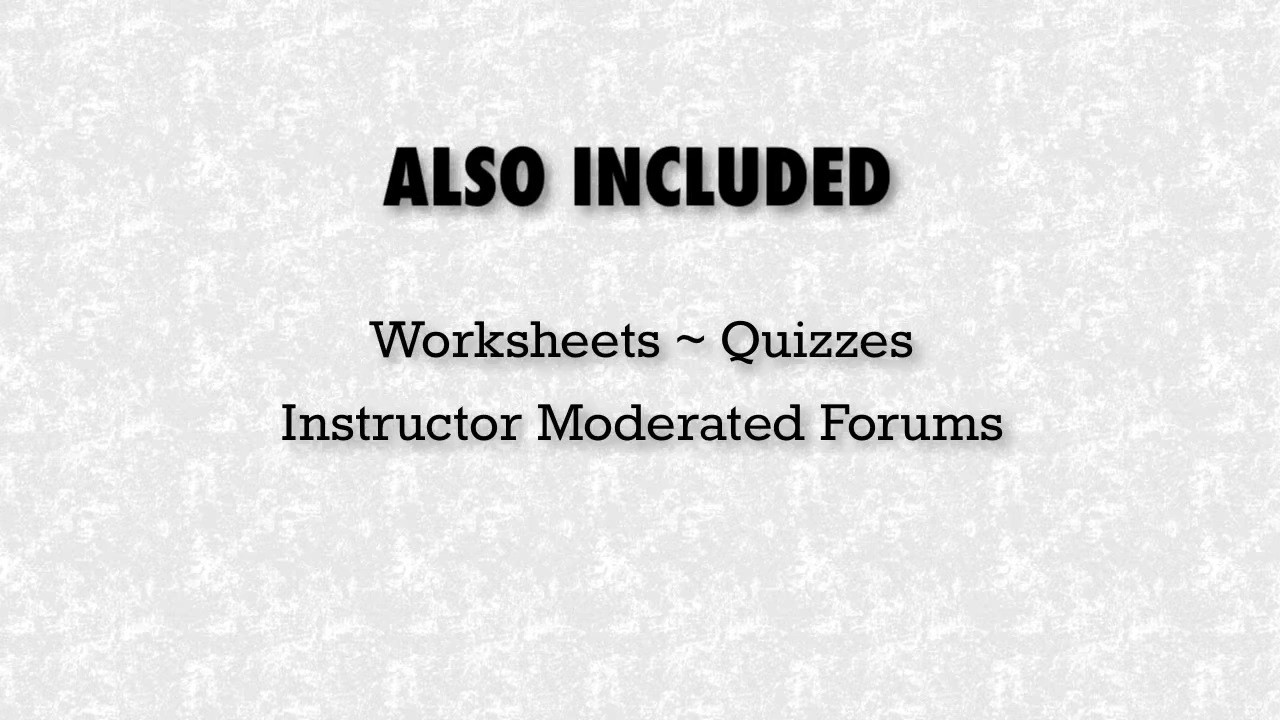 ALSO INCLUDED
Worksheets ~ Quizzes
Instructor Moderated Forums